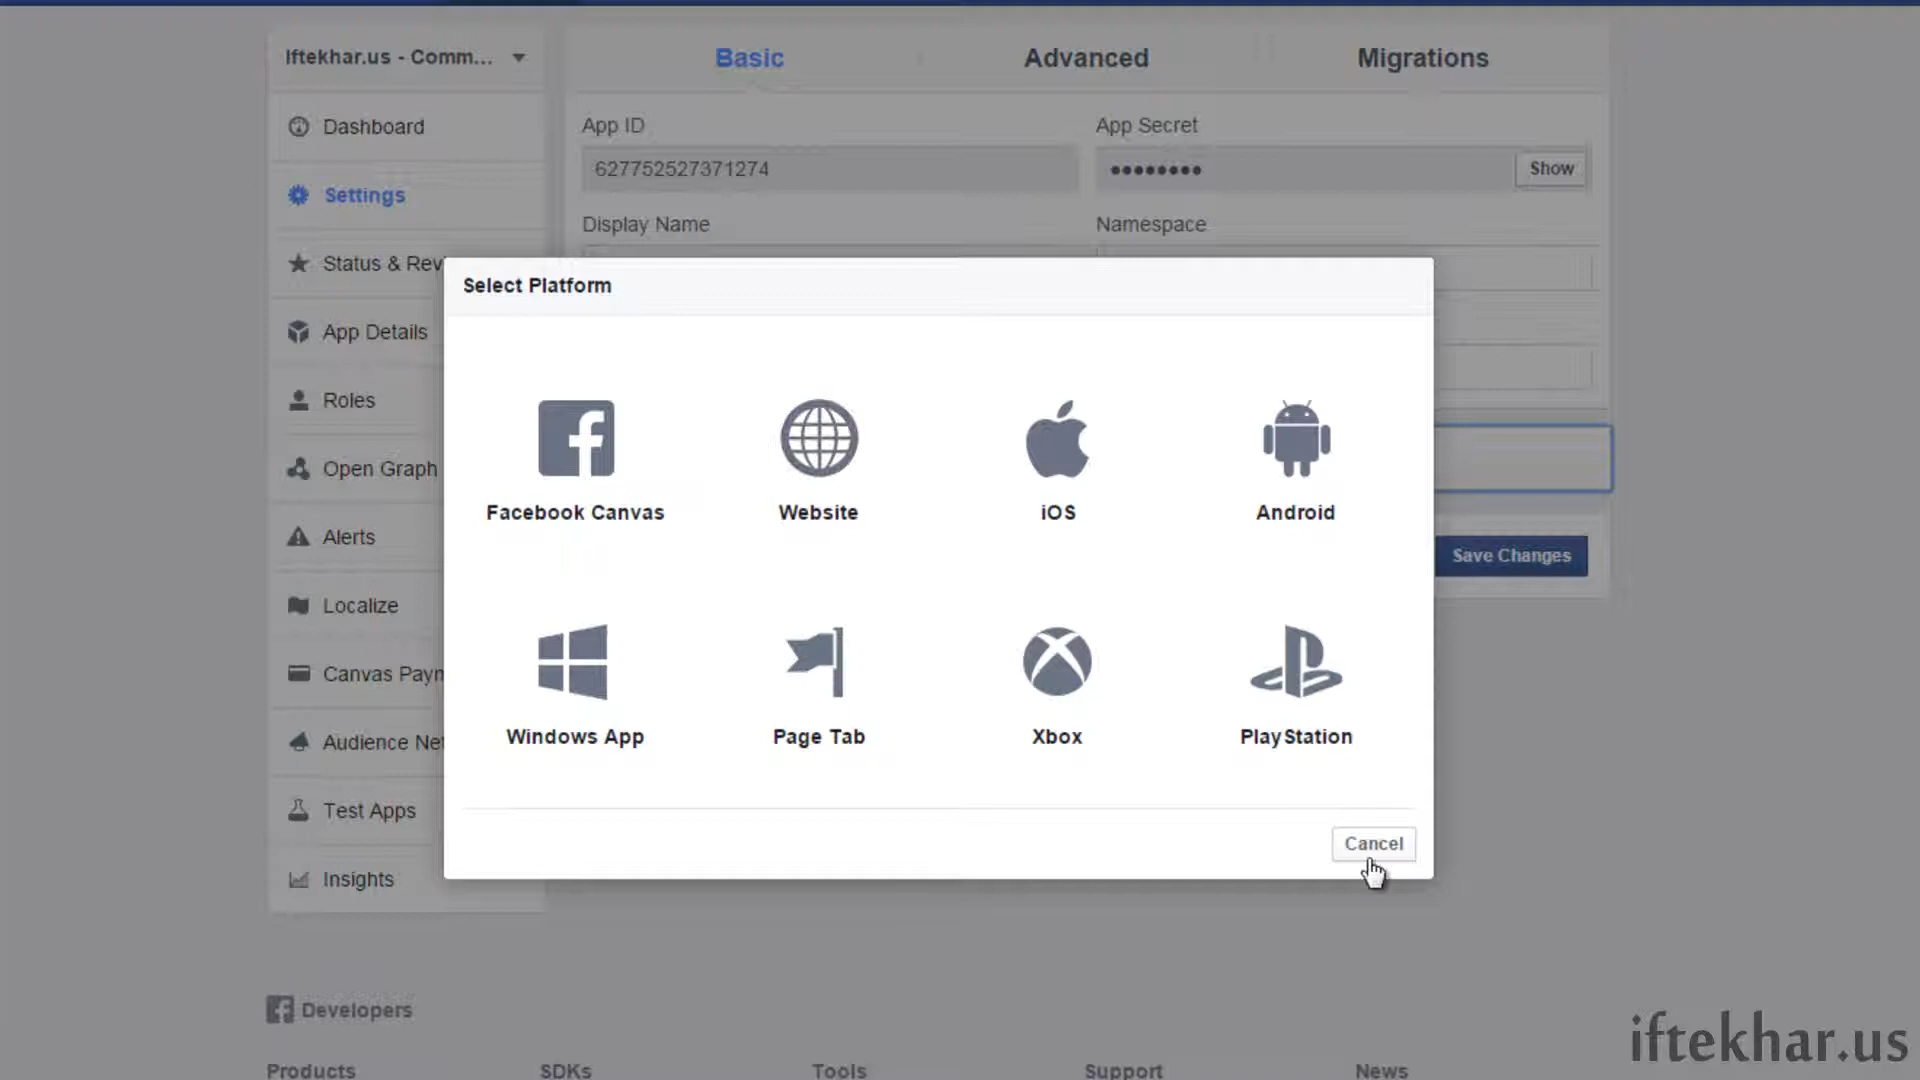 Iftekhar.us - Comm...
Basic
Advanced
Migrations
Dashboard
Settings
Status & Rev
App Details
Roles
Open Graph
Alerts
Localize
Canvas Paym
Audience Net
Test Apps
Insights
App ID
App Secret
627752527371274
••••••••
Show
Display Name
Namespace
Select Platform
Facebook Canvas
Website
iOS
Android
Windows App
Page Tab
Xbox
PlayStation
Cancel
Save Changes
Developers
Products
SDKs
Tools
Support
News
iftekhar.us